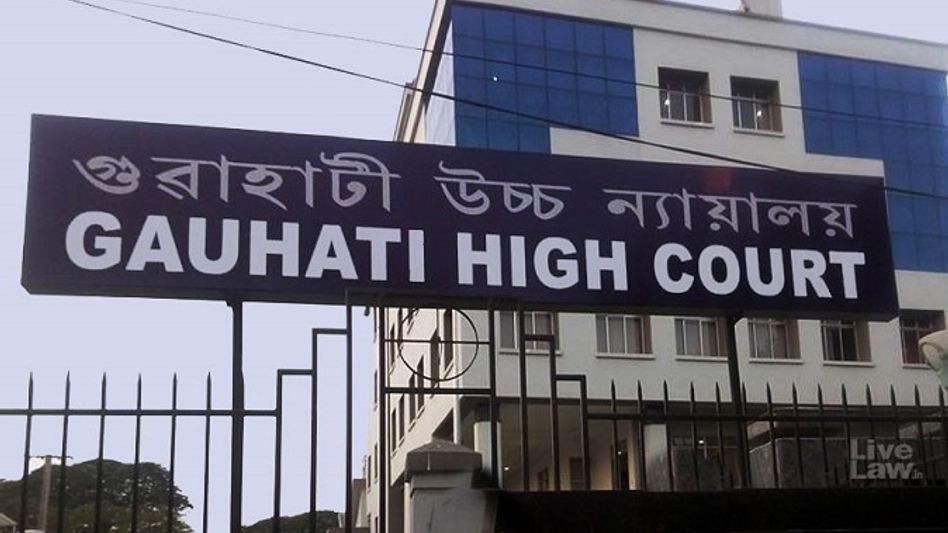 গুৱাহাটী উচ্চ ন্যায়ালয়
GAUHATI HIGH COURT
Live
Law.in